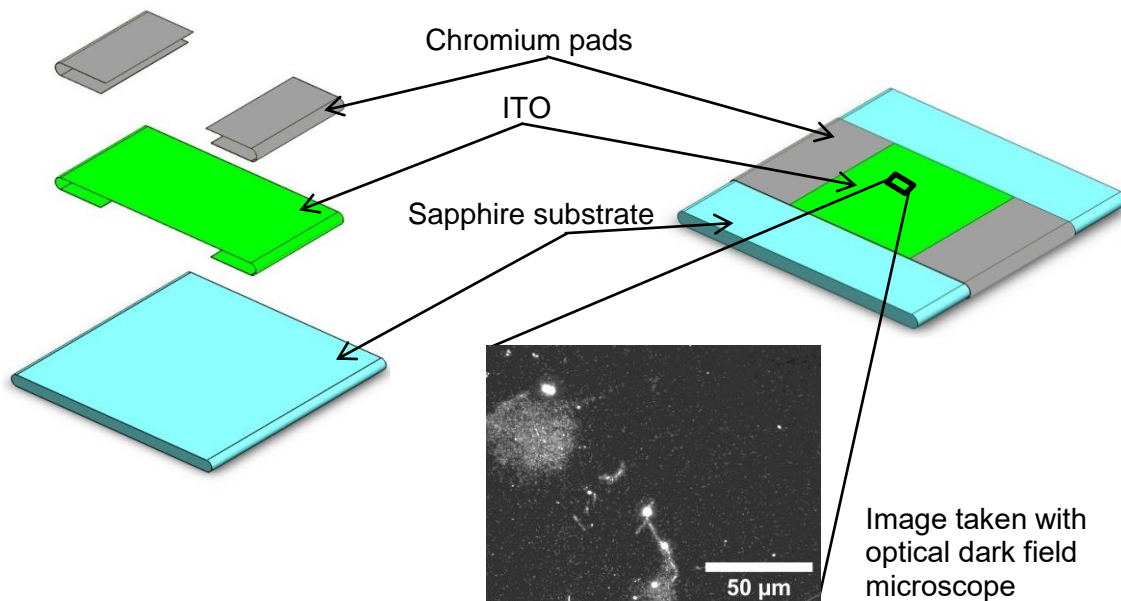 Chromium pads
ITO
Sapphire substrate
50 µm
Image taken with
optical dark field
microscope